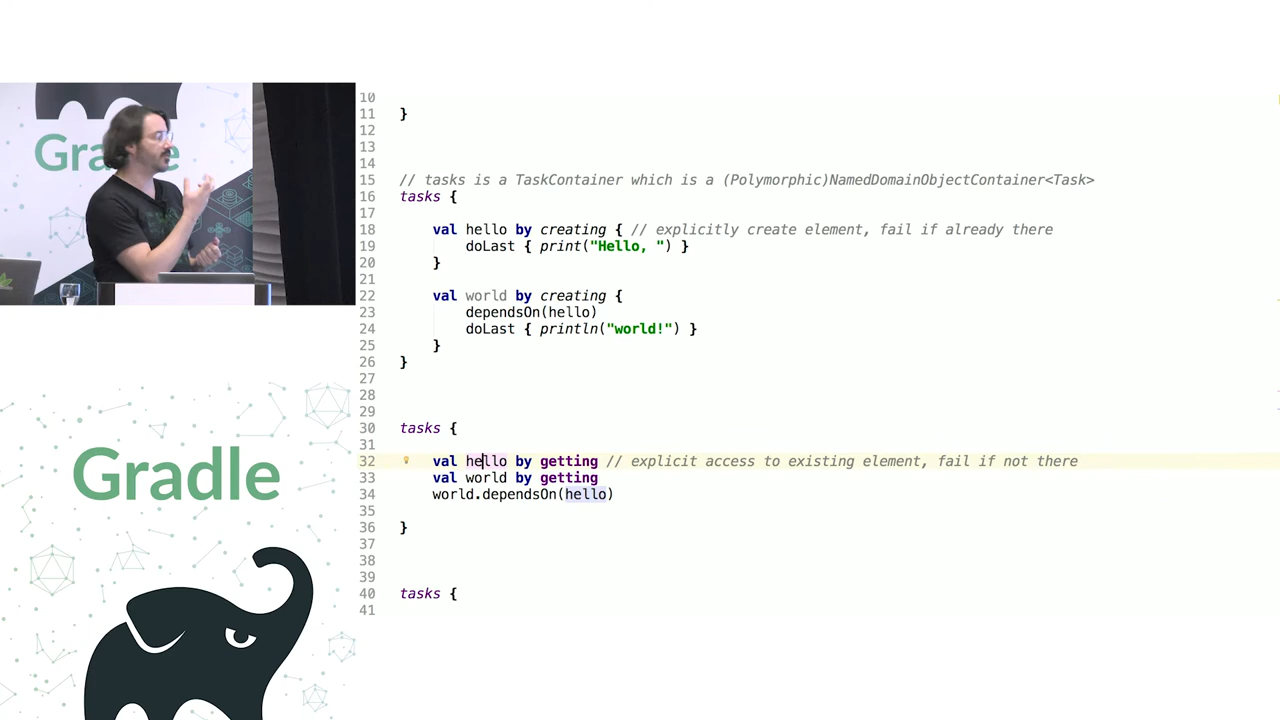 Gradle
Gradle
10
11 }
12
13
14
15 // tasks is a TaskContainer which is a (Polymorphic)NamedDomainObjectContainer<Task>
16 tasks {
17
18 val hello by creating { // explicitly create element, fail if already there
19 doLast { print("Hello, ") }
20 }
21
22 val world by creating {
23 dependsOn(hello)
24 doLast { println("world!") }
25 }
26 }
27
28
29
30 tasks {
31
32 val hello by getting // explicit access to existing element, fail if not there
33 val world by getting
34 world.dependsOn(hello)
35
36 }
37
38
39
40 tasks {
41